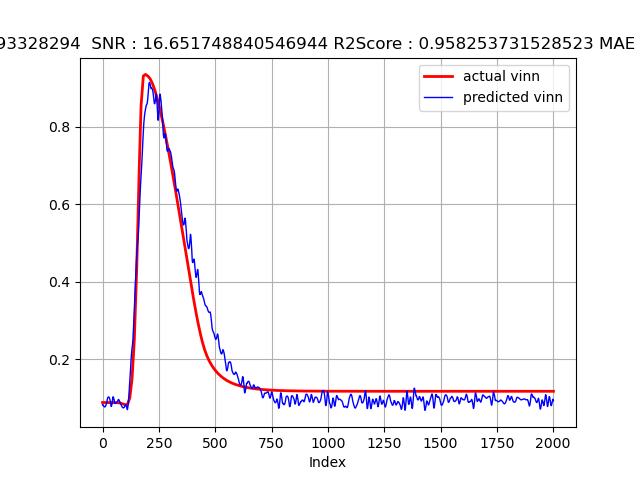 93328294 SNR : 16.651748840546944 R2Score : 0.958253731528523 MAE
actual vinn
predicted vinn
0.8
0.6
0.4
0.2
0 250 500 750 1000 1250 1500 1750 2000
Index